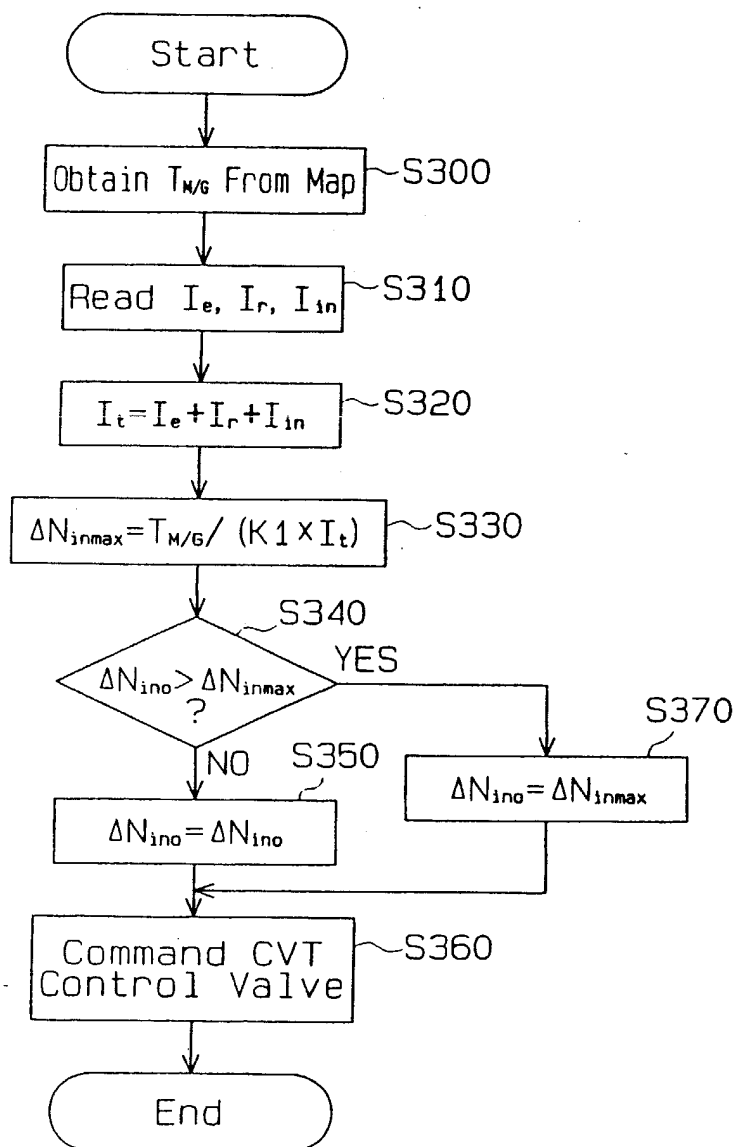 Start
Obtain T_M/G From Map
S300
Read I_e, I_r, I_in
S310
I_t=I_e+I_r+I_in
S320
ΔN_inmax=T_M/G/(K1×I_t)
S330
S340
ΔN_ino>ΔN_inmax
?
YES
NO
S350
ΔN_ino=ΔN_ino
S370
ΔN_ino=ΔN_inmax
Command CVT
Control Valve
S360
End